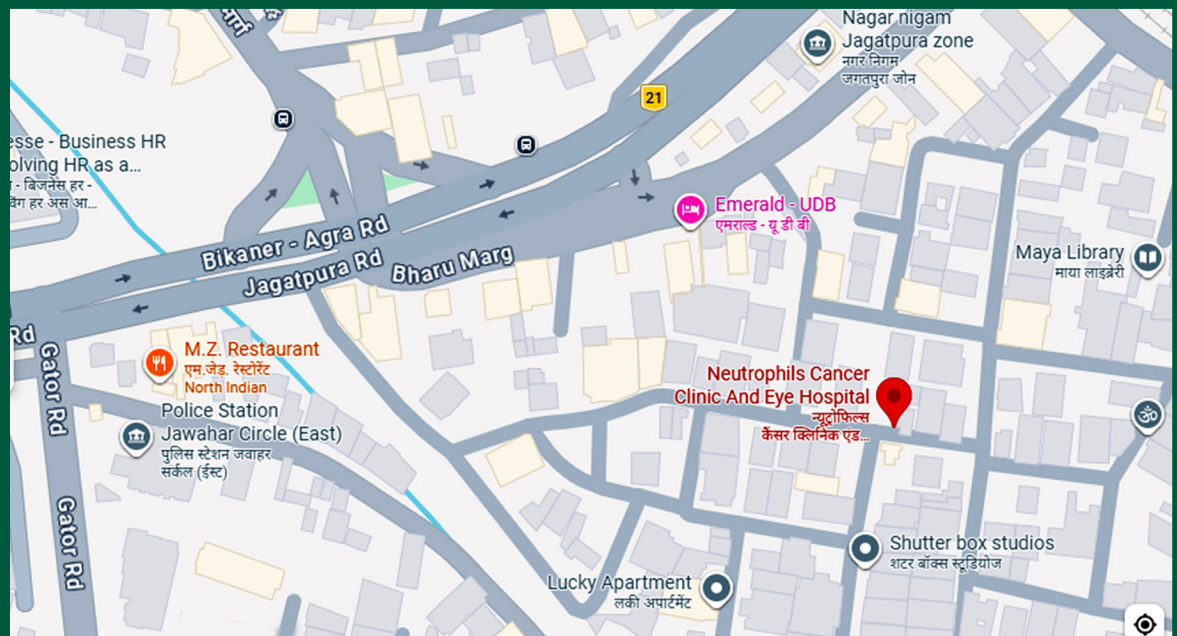 Nagar nigam
Jagatpura zone
नगर निगम
जगतपुरा जोन
21
esse - Business HR
olving HR as a...
- बिजनेस हर -
विंग हर अस आ...
Emerald - UDB
एमराल्ड - यू डी बी
Bikaner - Agra Rd
Jagatpura Rd
Bharu Marg
Maya Library
माया लाइब्रेरी
Rd
Gator Rd
M.Z. Restaurant
एम.जेड. रेस्टोरेंट
North Indian
Neutrophils Cancer
Clinic And Eye Hospital
न्यूट्रोफिल्स
कैंसर क्लिनिक एंड...
Police Station
Jawahar Circle (East)
पुलिस स्टेशन जवाहर
सर्कल (ईस्ट)
ॐ
Gator Rd
Shutter box studios
शटर बॉक्स स्टूडियोज
Lucky Apartment
लकी अपार्टमेंट